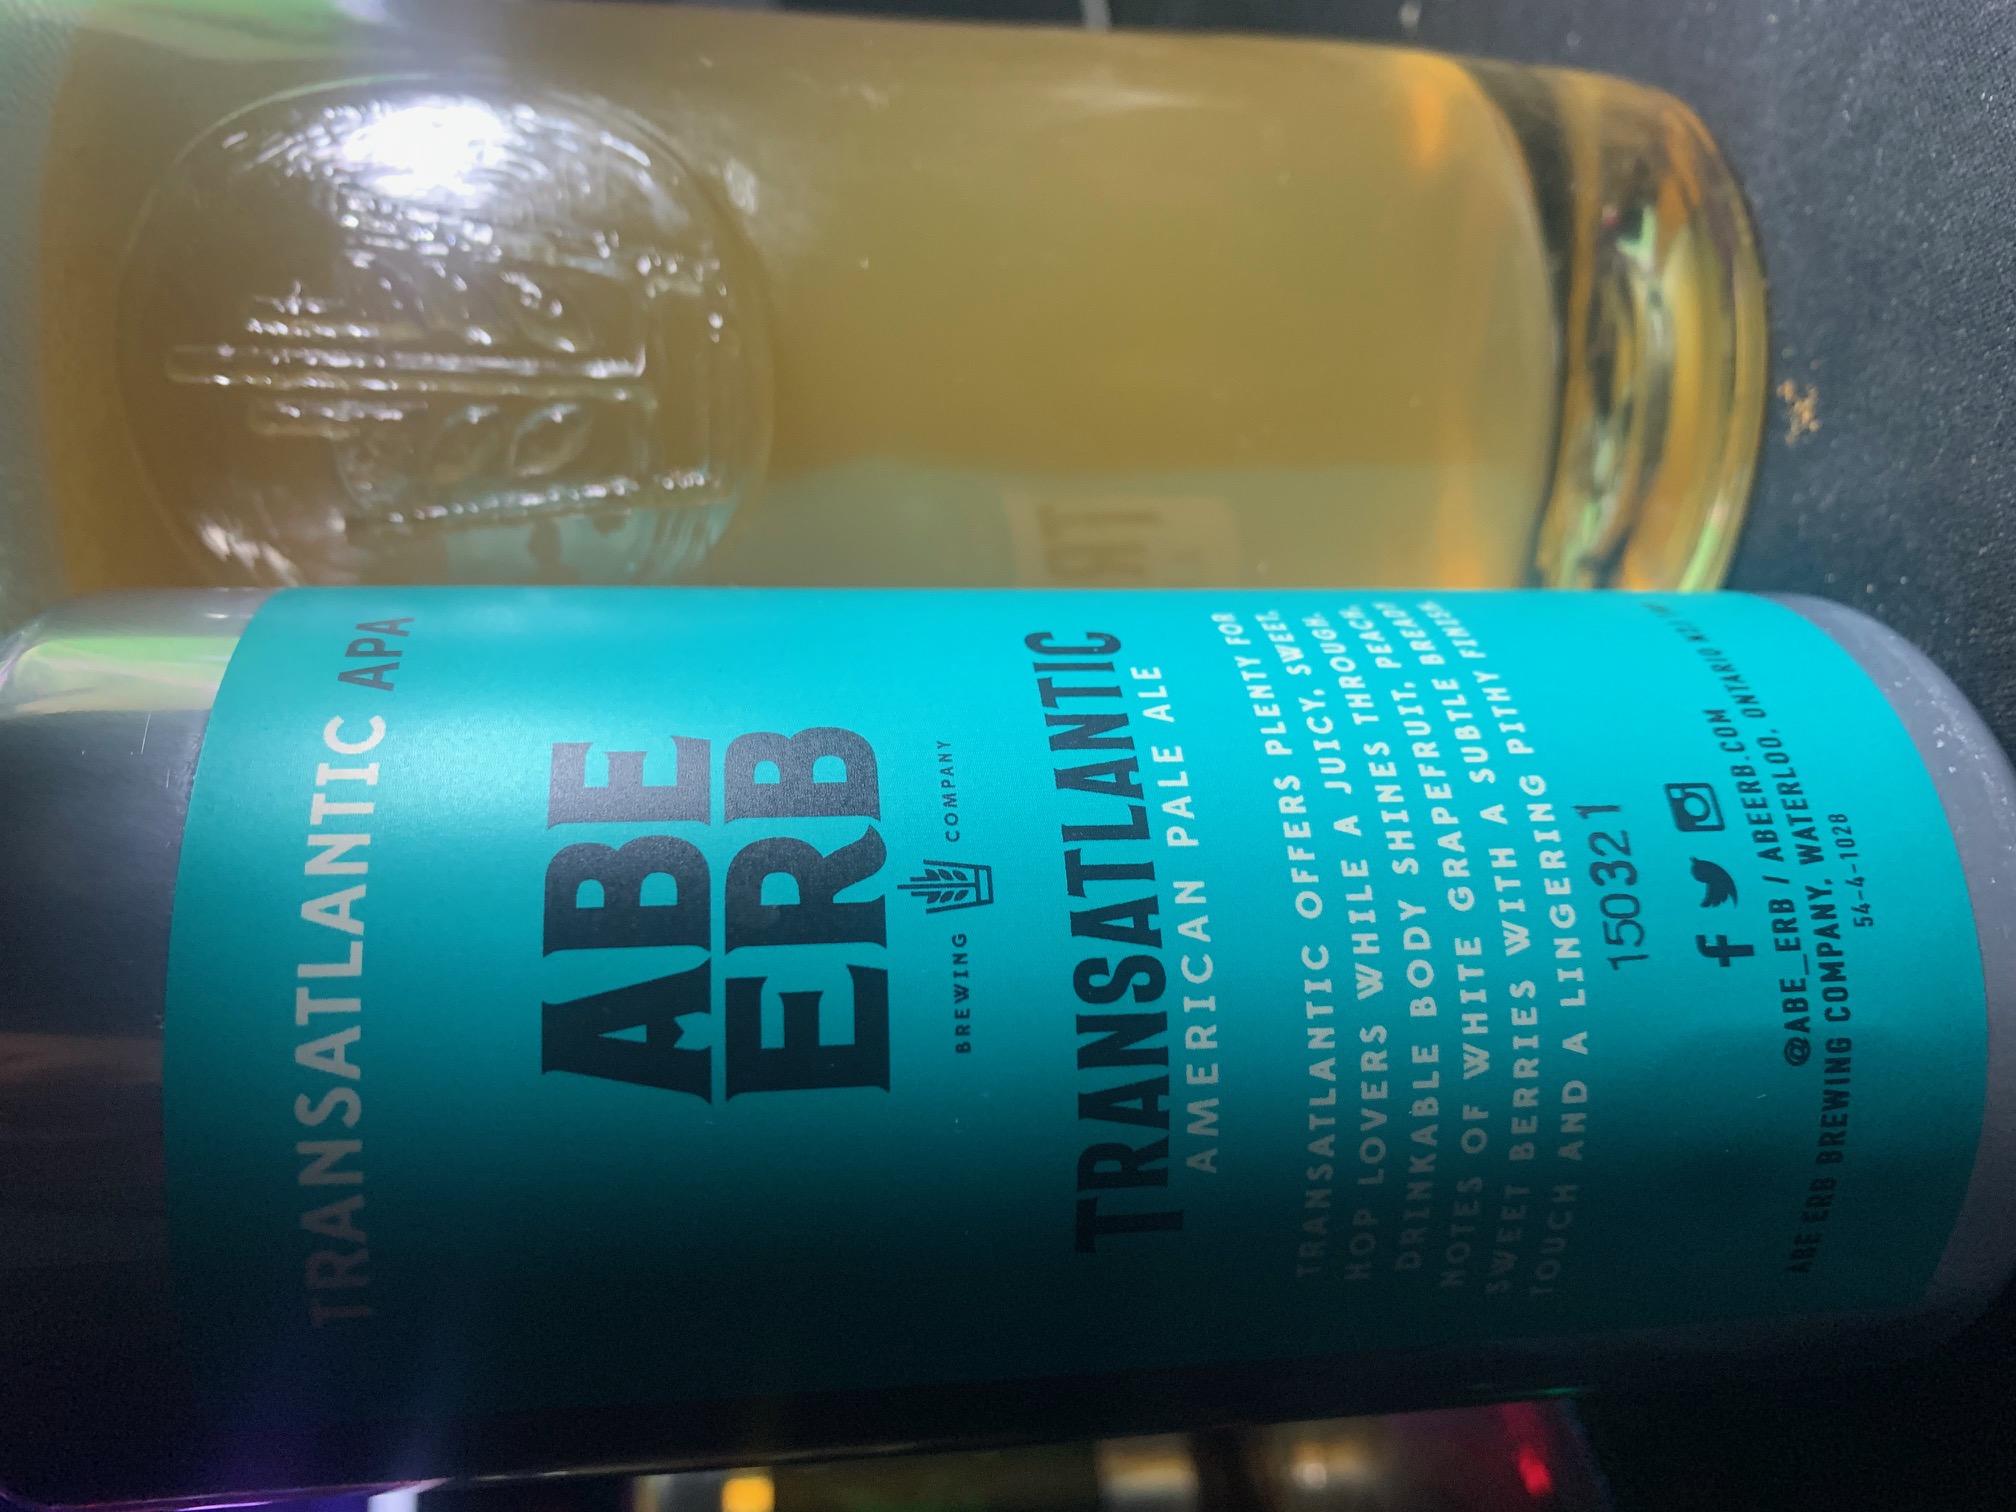 TRANSATLANTIC APA
ABE
ERB
BREWING COMPANY
TRANSATLANTIC
AMERICAN PALE ALE
TRANSATLANTIC OFFERS PLENTY FOR
HOP LOVERS WHILE A JUICY, SWEET,
DRINKABLE BODY SHINES THROUGH.
NOTES OF WHITE GRAPEFRUIT, PEACH,
SWEET BERRIES WITH A SUBTLE BREADY
TOUCH AND A LINGERING PITHY FINISH.
150321
@ABE_ERB / ABEERB.COM
ABE ERB BREWING COMPANY, WATERLOO, ONTARIO
54-4-1028